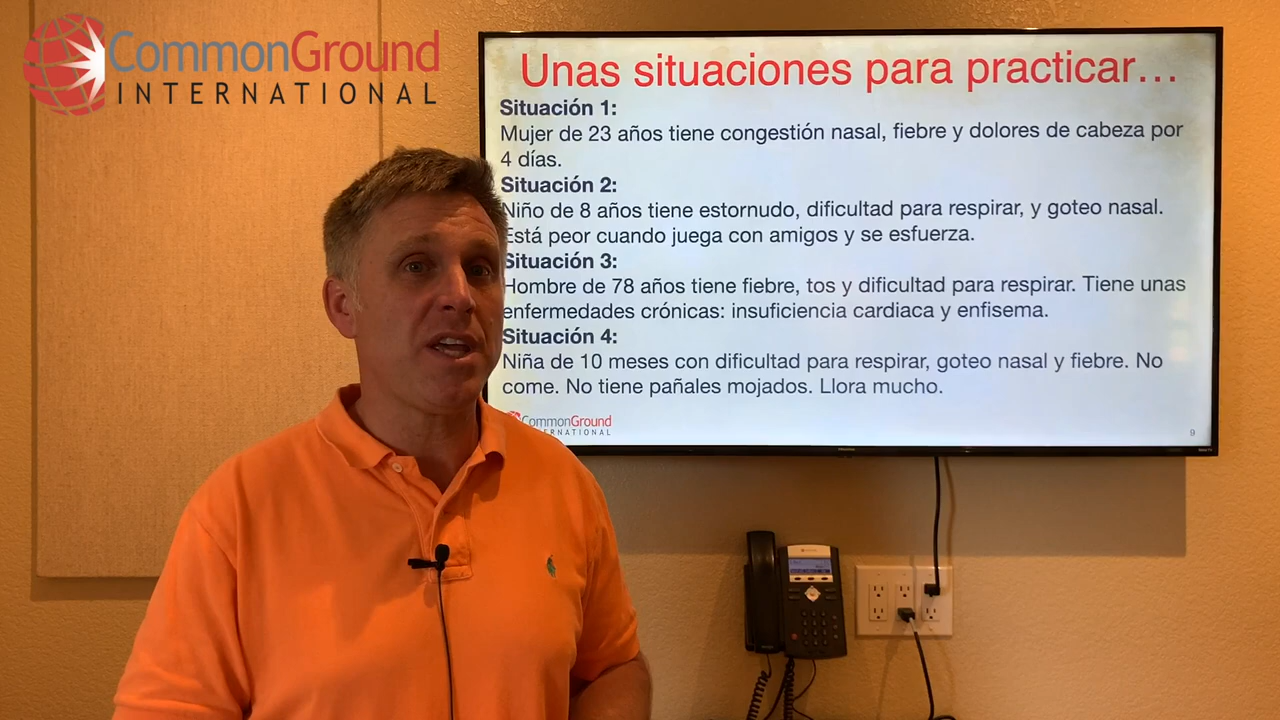 CommonGround
INTERNATIONAL
Unas situaciones para practicar...
Situación 1:
Mujer de 23 años tiene congestión nasal, fiebre y dolores de cabeza por
4 días.
Situación 2:
Niño de 8 años tiene estornudo, dificultad para respirar, y goteo nasal.
Está peor cuando juega con amigos y se esfuerza.
Situación 3:
Hombre de 78 años tiene fiebre, tos y dificultad para respirar. Tiene unas
enfermedades crónicas: insuficiencia cardiaca y enfisema.
Situación 4:
Niña de 10 meses con dificultad para respirar, goteo nasal y fiebre. No
come. No tiene pañales mojados. Llora mucho.
CommonGround
INTERNATIONAL
9